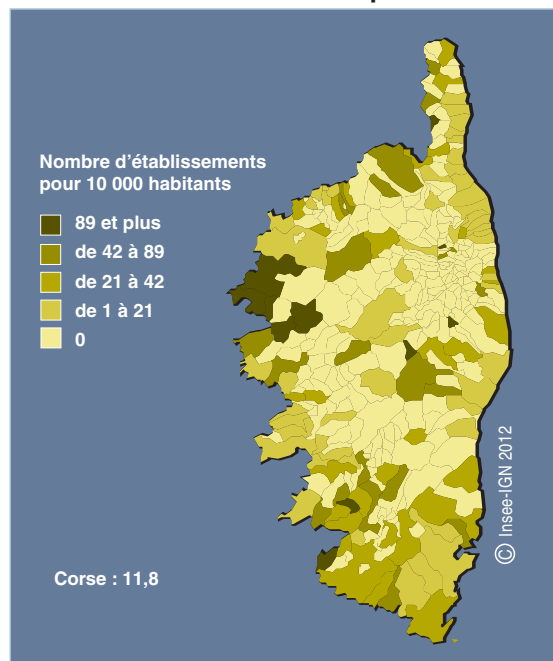 Nombre d'établissements
pour 10 000 habitants
89 et plus
de 42 à 89
de 21 à 42
de 1 à 21
0
Corse : 11,8
© Insee-IGN 2012